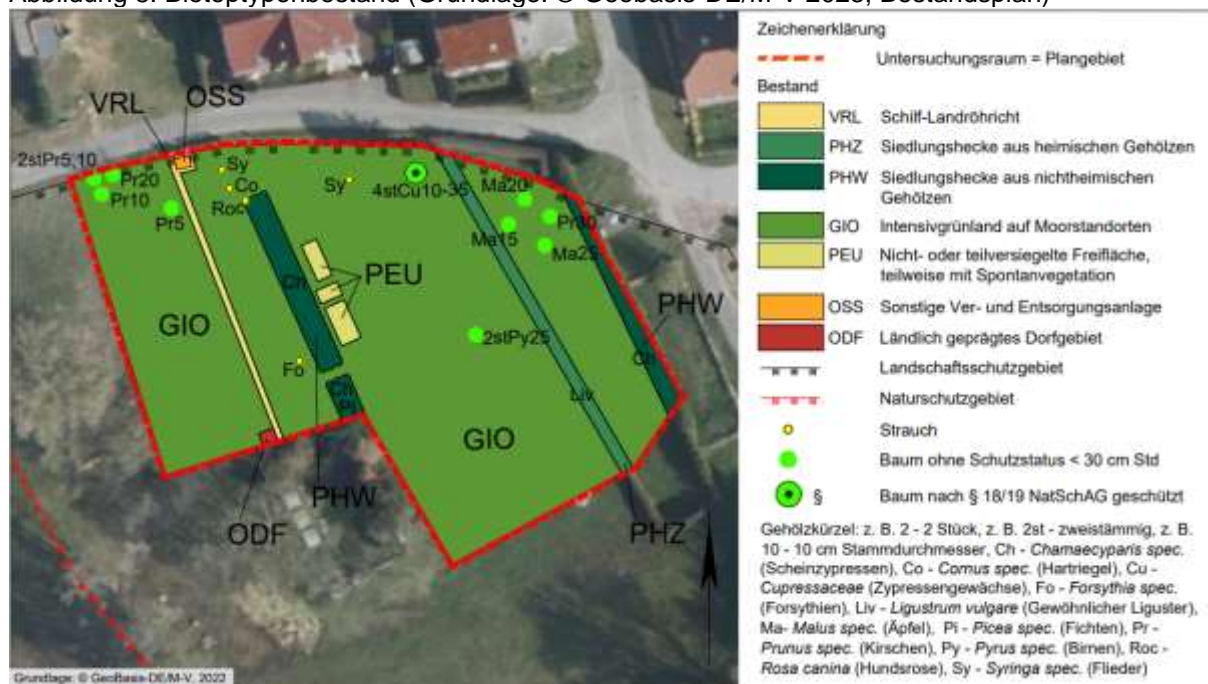 Abbildung 3: Biotoptypenbestand (Grundlage: © Geobasis-DE/M-V 2023, Bestandsplan)
VRL
OSS
2stPr5,10
Pr20
Pr10
Pr5
Sy
Co
Roc
Sy
4stCu10-35
Ma20
Pr30
Ma15
Ma25
Ch
PEU
PHW
GIO
2stPy25
Ch
Fo
Ch
Pi
Liv
GIO
PHW
ODF
PHZ
Grundlage: © GeoBasis-DE/M-V, 2022
Zeichenerklärung
Untersuchungsraum = Plangebiet
Bestand
VRL Schilf-Landröhricht
PHZ Siedlungshecke aus heimischen Gehölzen
PHW Siedlungshecke aus nichtheimischen
Gehölzen
GIO Intensivgrünland auf Moorstandorten
PEU Nicht- oder teilversiegelte Freifläche,
teilweise mit Spontanvegetation
OSS Sonstige Ver- und Entsorgungsanlage
ODF Ländlich geprägtes Dorfgebiet
Landschaftsschutzgebiet
Naturschutzgebiet
Strauch
Baum ohne Schutzstatus < 30 cm Std
§ Baum nach § 18/19 NatSchAG geschützt
Gehölzkürzel: z. B. 2 - 2 Stück, z. B. 2st - zweistämmig, z. B.
10 - 10 cm Stammdurchmesser, Ch - Chamaecyparis spec.
(Scheinzypressen), Co - Cornus spec. (Hartriegel), Cu -
Cupressaceae (Zypressengewächse), Fo - Forsythia spec.
(Forsythien), Liv - Ligustrum vulgare (Gewöhnlicher Liguster),
Ma- Malus spec. (Äpfel), Pi - Picea spec. (Fichten), Pr -
Prunus spec. (Kirschen), Py - Pyrus spec. (Birnen), Roc -
Rosa canina (Hundsrose), Sy - Syringa spec. (Flieder)